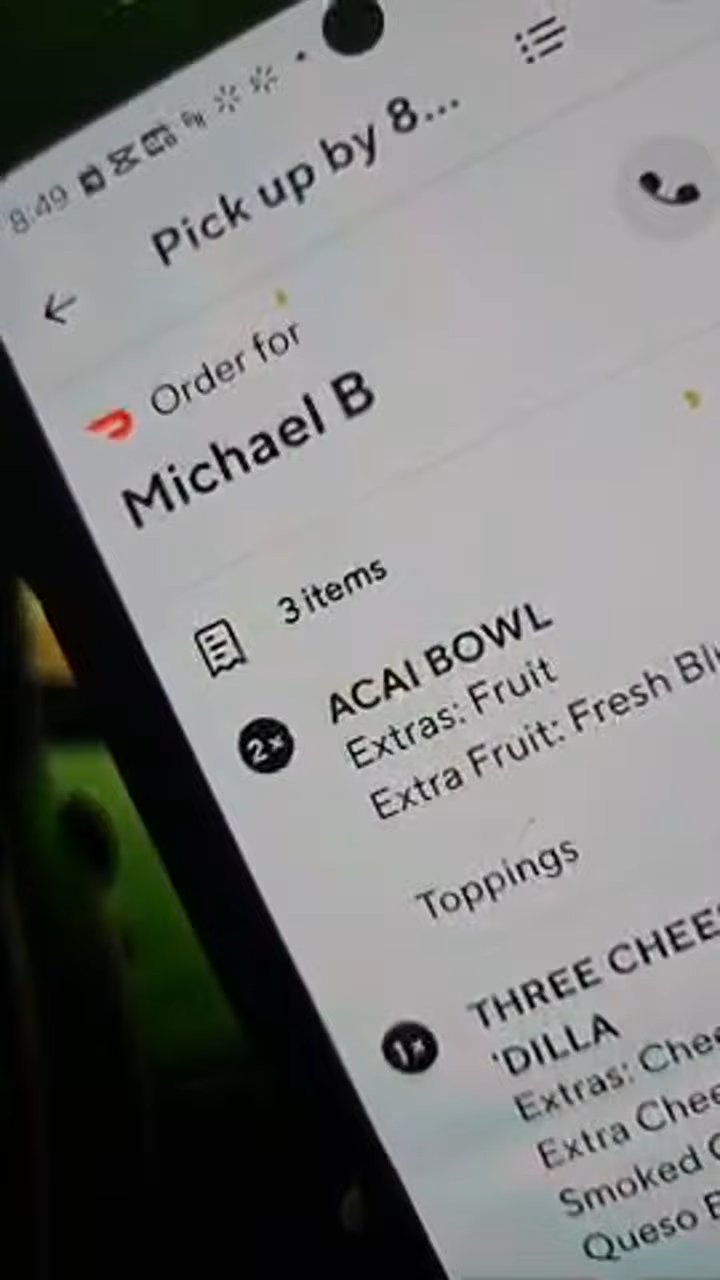 8:49
Pick up by 8...
Order for
Michael B
3 items
2x ACAI BOWL
Extras: Fruit
Extra Fruit: Fresh
Toppings
1x THREE
'DILLA
Extras:
Extra
Smoked
Queso